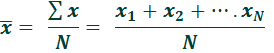 x̅ = ∑ x / N = x₁ + x₂ + ⋯ . x_N / N